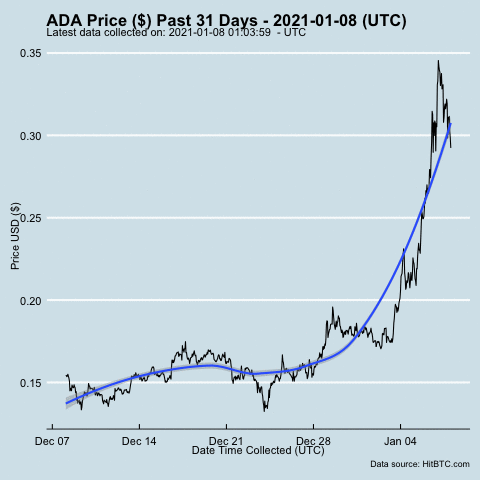 ADA Price ($) Past 31 Days - 2021-01-08 (UTC)
Latest data collected on: 2021-01-08 01:03:59  - UTC
0.35
0.30
0.25
0.20
0.15
Price USD ($)
Dec 07
Dec 14
Dec 21
Dec 28
Jan 04
Date Time Collected (UTC)
Data source: HitBTC.com